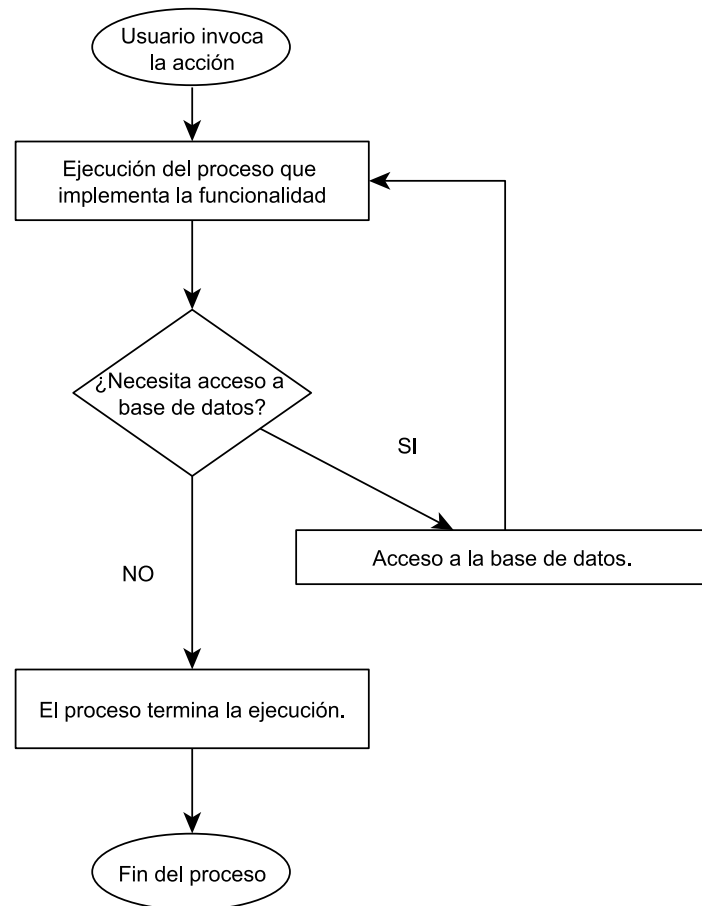 Usuario invoca
la acción
Ejecución del proceso que
implementa la funcionalidad
¿Necesita acceso a
base de datos?
SI
Acceso a la base de datos.
NO
El proceso termina la ejecución.
Fin del proceso